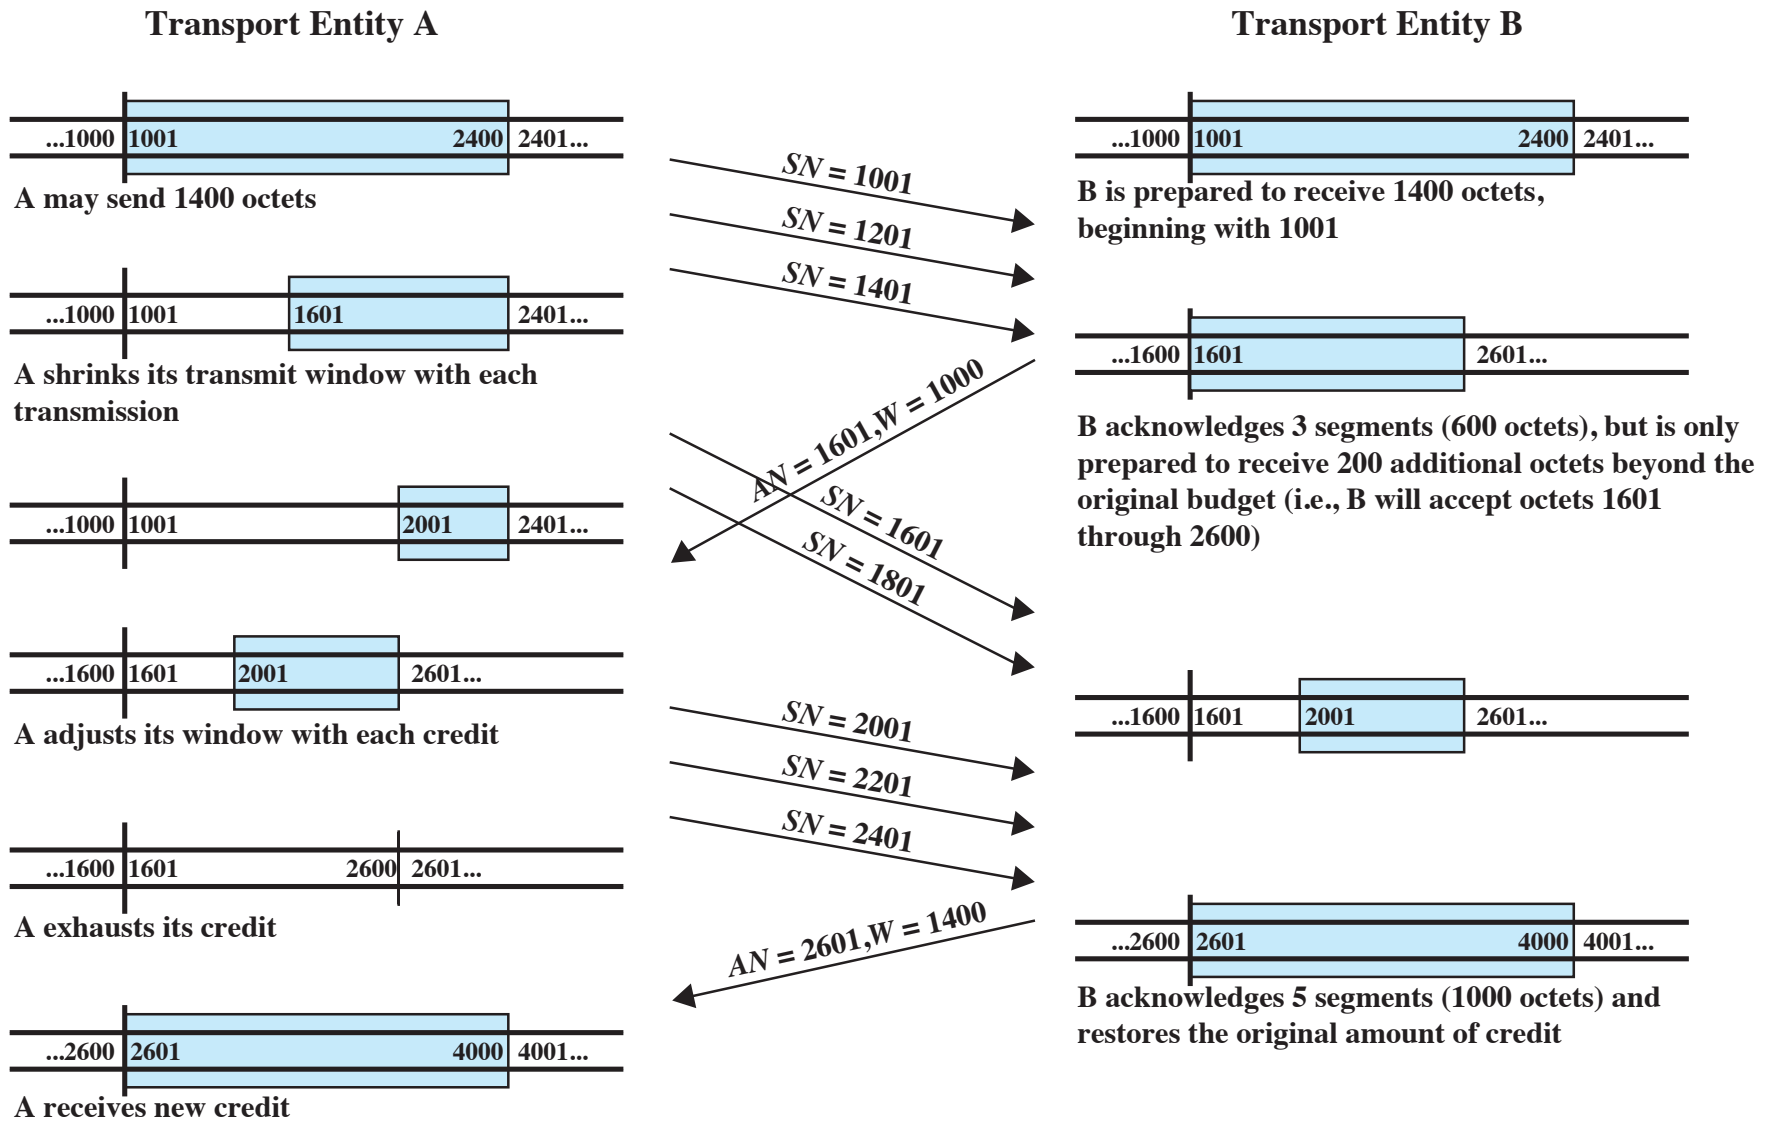 Transport Entity A
Transport Entity B
...1000 1001 2400 2401...
A may send 1400 octets
...1000 1001 1601 2401...
A shrinks its transmit window with each
transmission
...1000 1001 2001 2401...
...1600 1601 2001 2601...
A adjusts its window with each credit
...1600 1601 2600 2601...
A exhausts its credit
...2600 2601 4000 4001...
A receives new credit
SN = 1001
SN = 1201
SN = 1401
AN = 1601,W = 1000
SN = 1601
SN = 1801
SN = 2001
SN = 2201
SN = 2401
AN = 2601,W = 1400
...1000 1001 2400 2401...
B is prepared to receive 1400 octets,
beginning with 1001
...1600 1601 2601...
B acknowledges 3 segments (600 octets), but is only
prepared to receive 200 additional octets beyond the
original budget (i.e., B will accept octets 1601
through 2600)
...1600 1601 2001 2601...
...2600 2601 4000 4001...
B acknowledges 5 segments (1000 octets) and
restores the original amount of credit